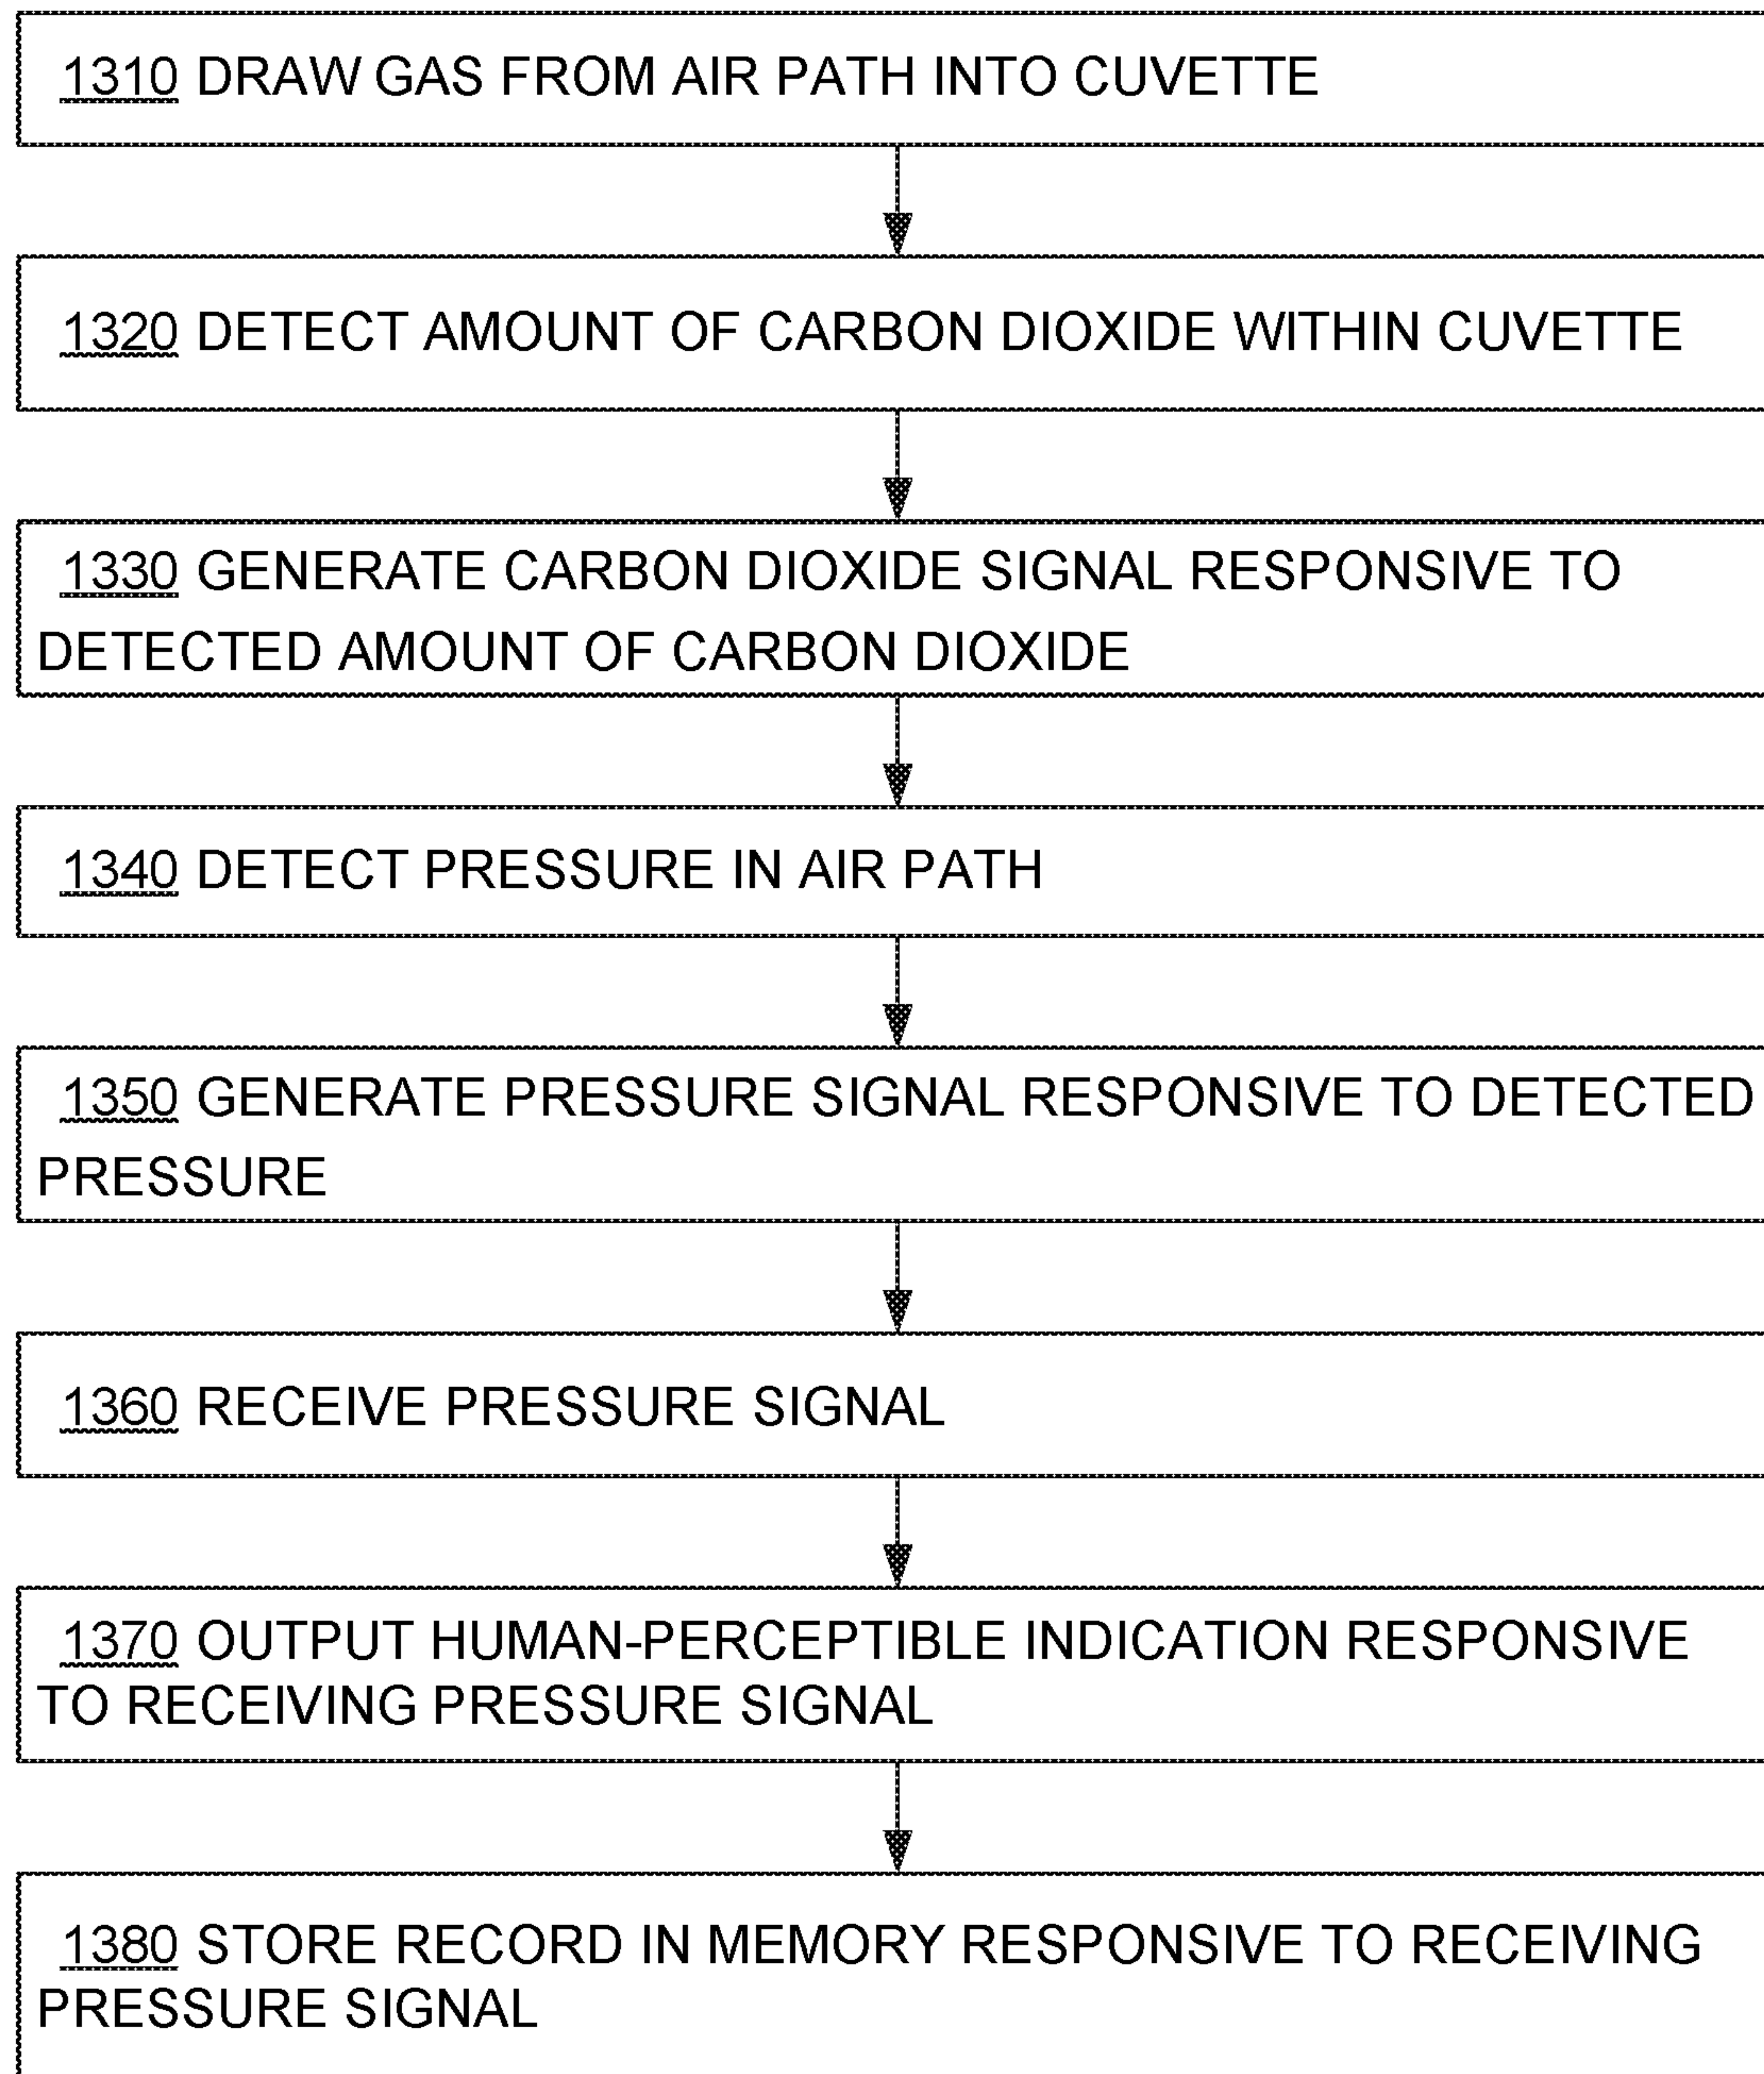 1310 DRAW GAS FROM AIR PATH INTO CUVETTE
1320 DETECT AMOUNT OF CARBON DIOXIDE WITHIN CUVETTE
1330 GENERATE CARBON DIOXIDE SIGNAL RESPONSIVE TO
DETECTED AMOUNT OF CARBON DIOXIDE
1340 DETECT PRESSURE IN AIR PATH
1350 GENERATE PRESSURE SIGNAL RESPONSIVE TO DETECTED
PRESSURE
1360 RECEIVE PRESSURE SIGNAL
1370 OUTPUT HUMAN-PERCEPTIBLE INDICATION RESPONSIVE
TO RECEIVING PRESSURE SIGNAL
1380 STORE RECORD IN MEMORY RESPONSIVE TO RECEIVING
PRESSURE SIGNAL